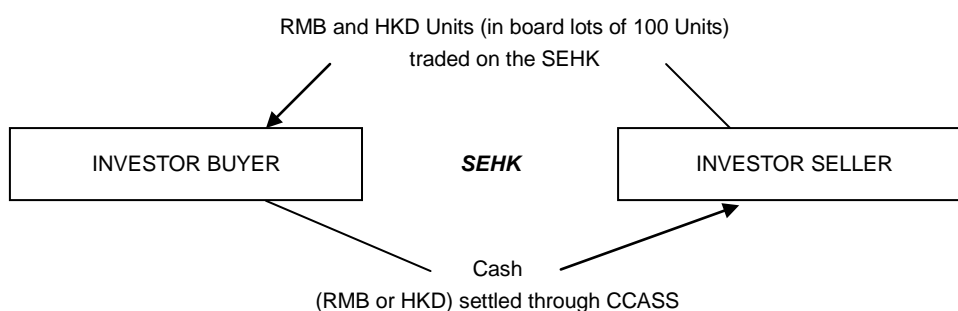 RMB and HKD Units (in board lots of 100 Units)
traded on the SEHK
INVESTOR BUYER
SEHK
INVESTOR SELLER
Cash
(RMB or HKD) settled through CCASS